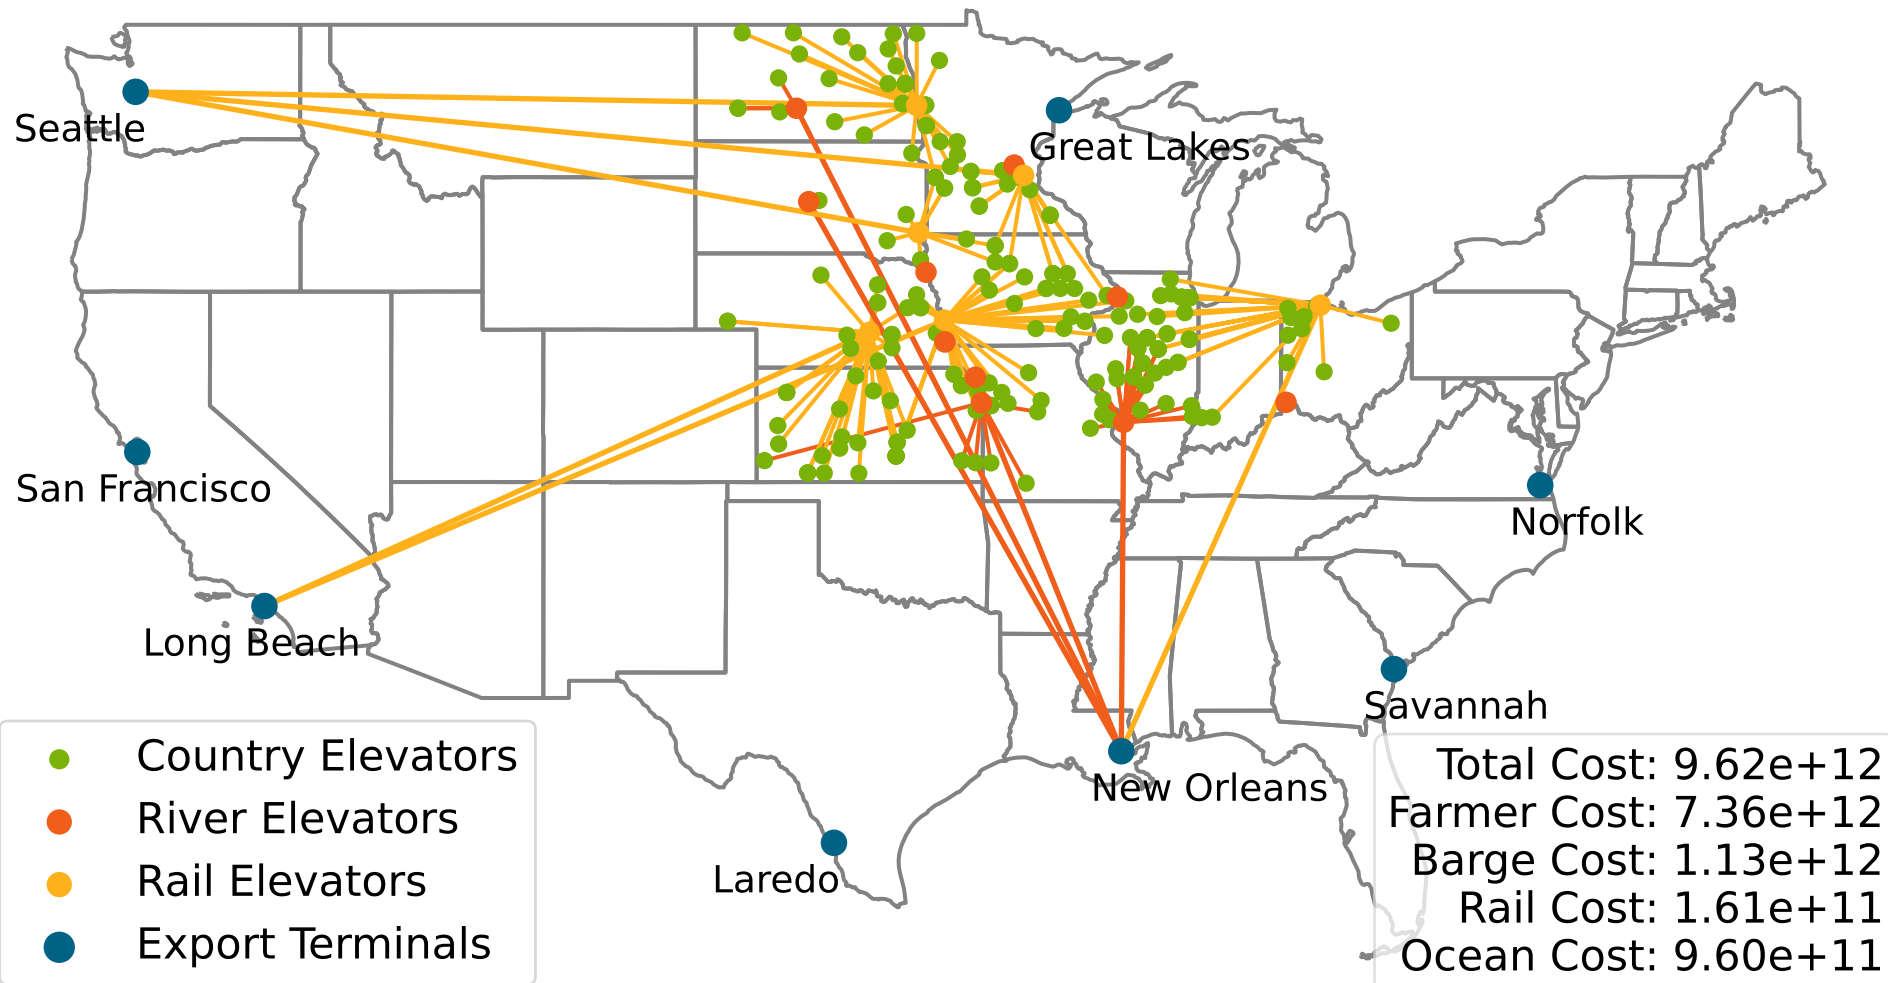 Seattle
Great Lakes
San Francisco
Norfolk
Long Beach
Savannah
New Orleans
Laredo
Country Elevators
River Elevators
Rail Elevators
Export Terminals
Total Cost: 9.62e+12
Farmer Cost: 7.36e+12
Barge Cost: 1.13e+12
Rail Cost: 1.61e+11
Ocean Cost: 9.60e+11